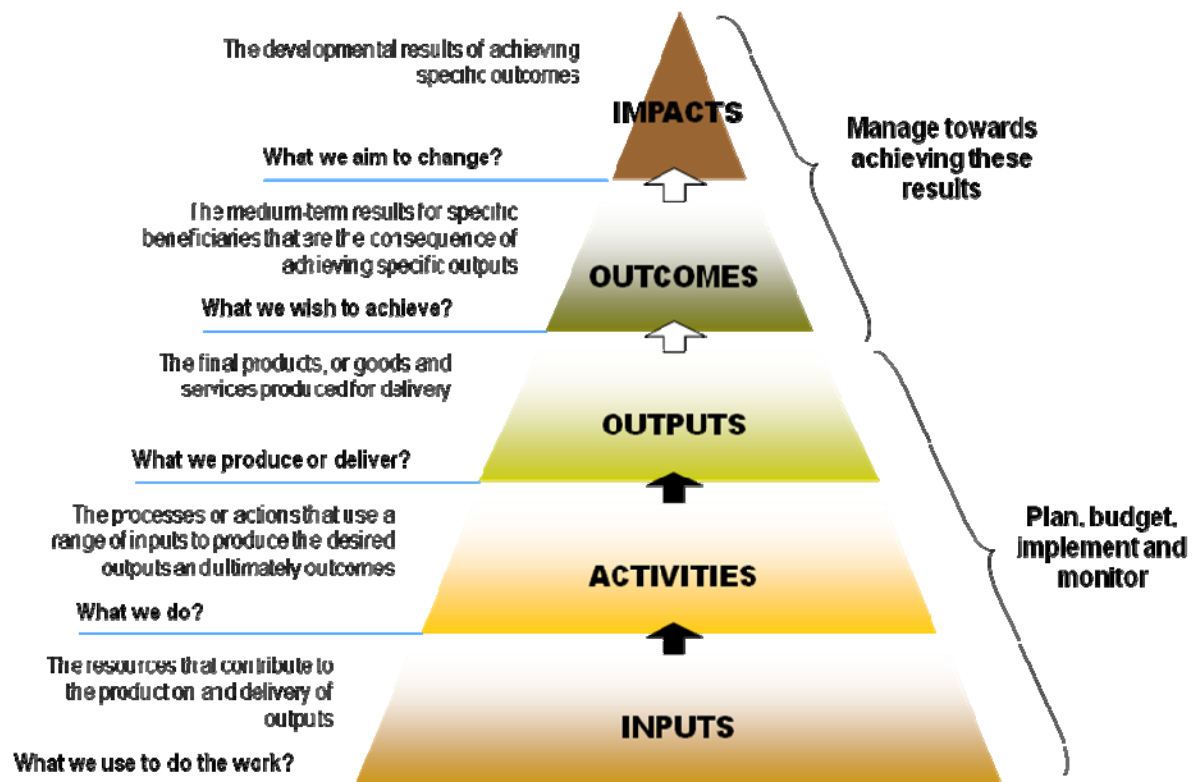 The developmental results of achieving
specific outcomes
IMPACTS
What we aim to change?
Manage towards
achieving these
results
The medium-term results for specific
beneficiaries that are the consequence of
achieving specific outputs
OUTCOMES
What we wish to achieve?
The final products, or goods and
services produced for delivery
OUTPUTS
What we produce or deliver?
The processes or actions that use a
range of inputs to produce the desired
outputs and ultimately outcomes
ACTIVITIES
Plan, budget,
implement and
monitor
What we do?
The resources that contribute to
the production and delivery of
outputs
INPUTS
What we use to do the work?